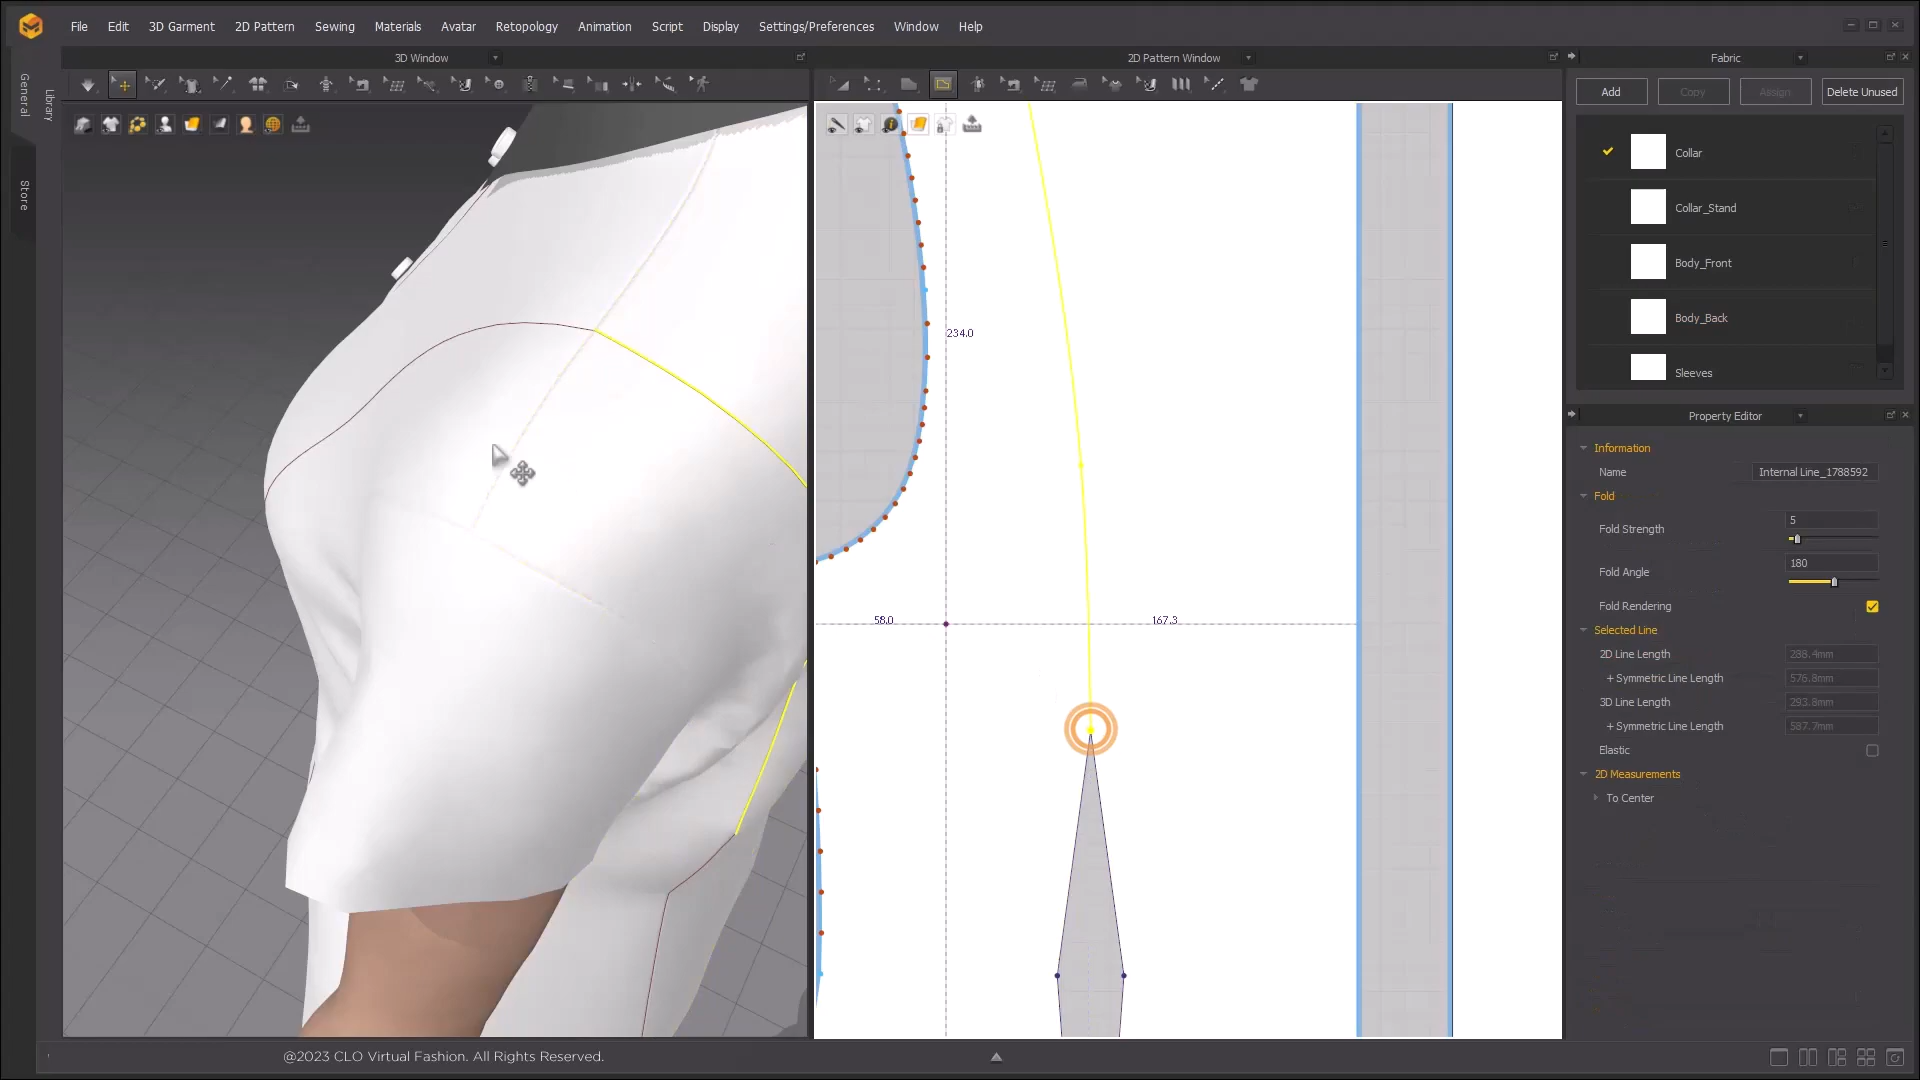 File Edit 3D Garment 2D Pattern Sewing Materials Avatar Retopology Animation Script Display Settings/Preferences Window Help
3D Window
2D Pattern Window
Fabric
General
Library
Store
Add Copy Assign Delete Unused
Collar
Collar_Stand
Body_Front
Body_Back
Sleeves
234.0
58.0
167.3
Property Editor
Information
Name Internal Line_1788592
Fold
Fold Strength 5
Fold Angle 180
Fold Rendering
Selected Line
2D Line Length 288.4mm
+ Symmetric Line Length 576.8mm
3D Line Length 293.8mm
+ Symmetric Line Length 587.7mm
Elastic
2D Measurements
To Center
@2023 CLO Virtual Fashion. All Rights Reserved.